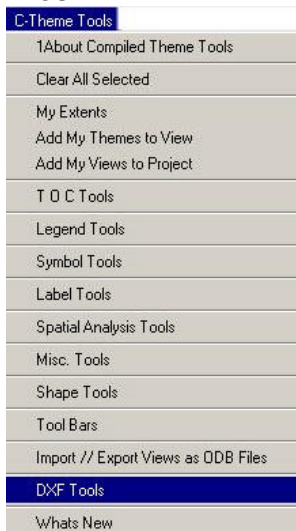 C-Theme Tools
1About Compiled Theme Tools
Clear All Selected
My Extents
Add My Themes to View
Add My Views to Project
T O C Tools
Legend Tools
Symbol Tools
Label Tools
Spatial Analysis Tools
Misc. Tools
Shape Tools
Tool Bars
Import // Export Views as ODB Files
DXF Tools
Whats New